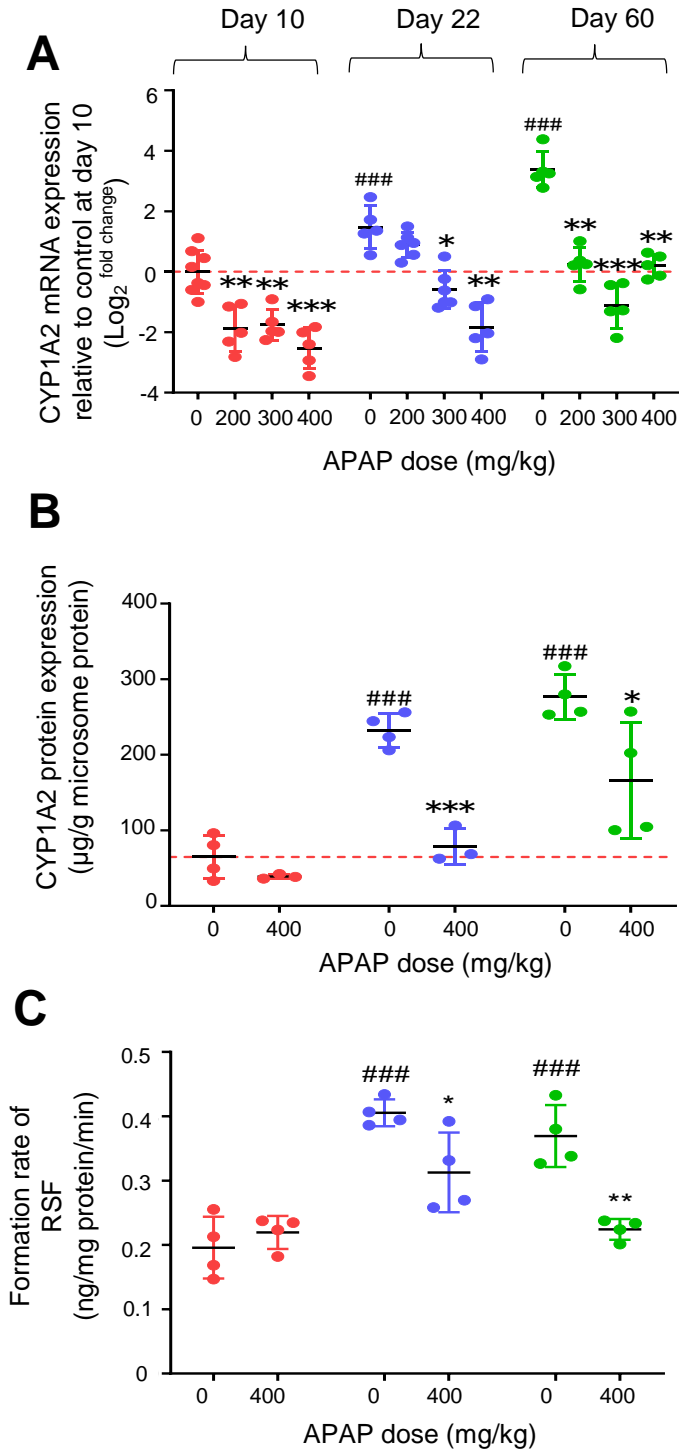 Day 10 Day 22 Day 60
A
CYP1A2 mRNA expression
relative to control at day 10
(Log2 fold change)
6
4
2
0
-2
-4
** ** *** ### * ** ### ** *** **
0 200 300 400 0 200 300 400 0 200 300 400
APAP dose (mg/kg)
B
CYP1A2 protein expression
(µg/g microsome protein)
400
300
200
100
0
### *** ### *
0 400 0 400 0 400
APAP dose (mg/kg)
C
Formation rate of
RSF
(ng/mg protein/min)
0.5
0.4
0.3
0.2
0.1
0
### * ### **
0 400 0 400 0 400
APAP dose (mg/kg)